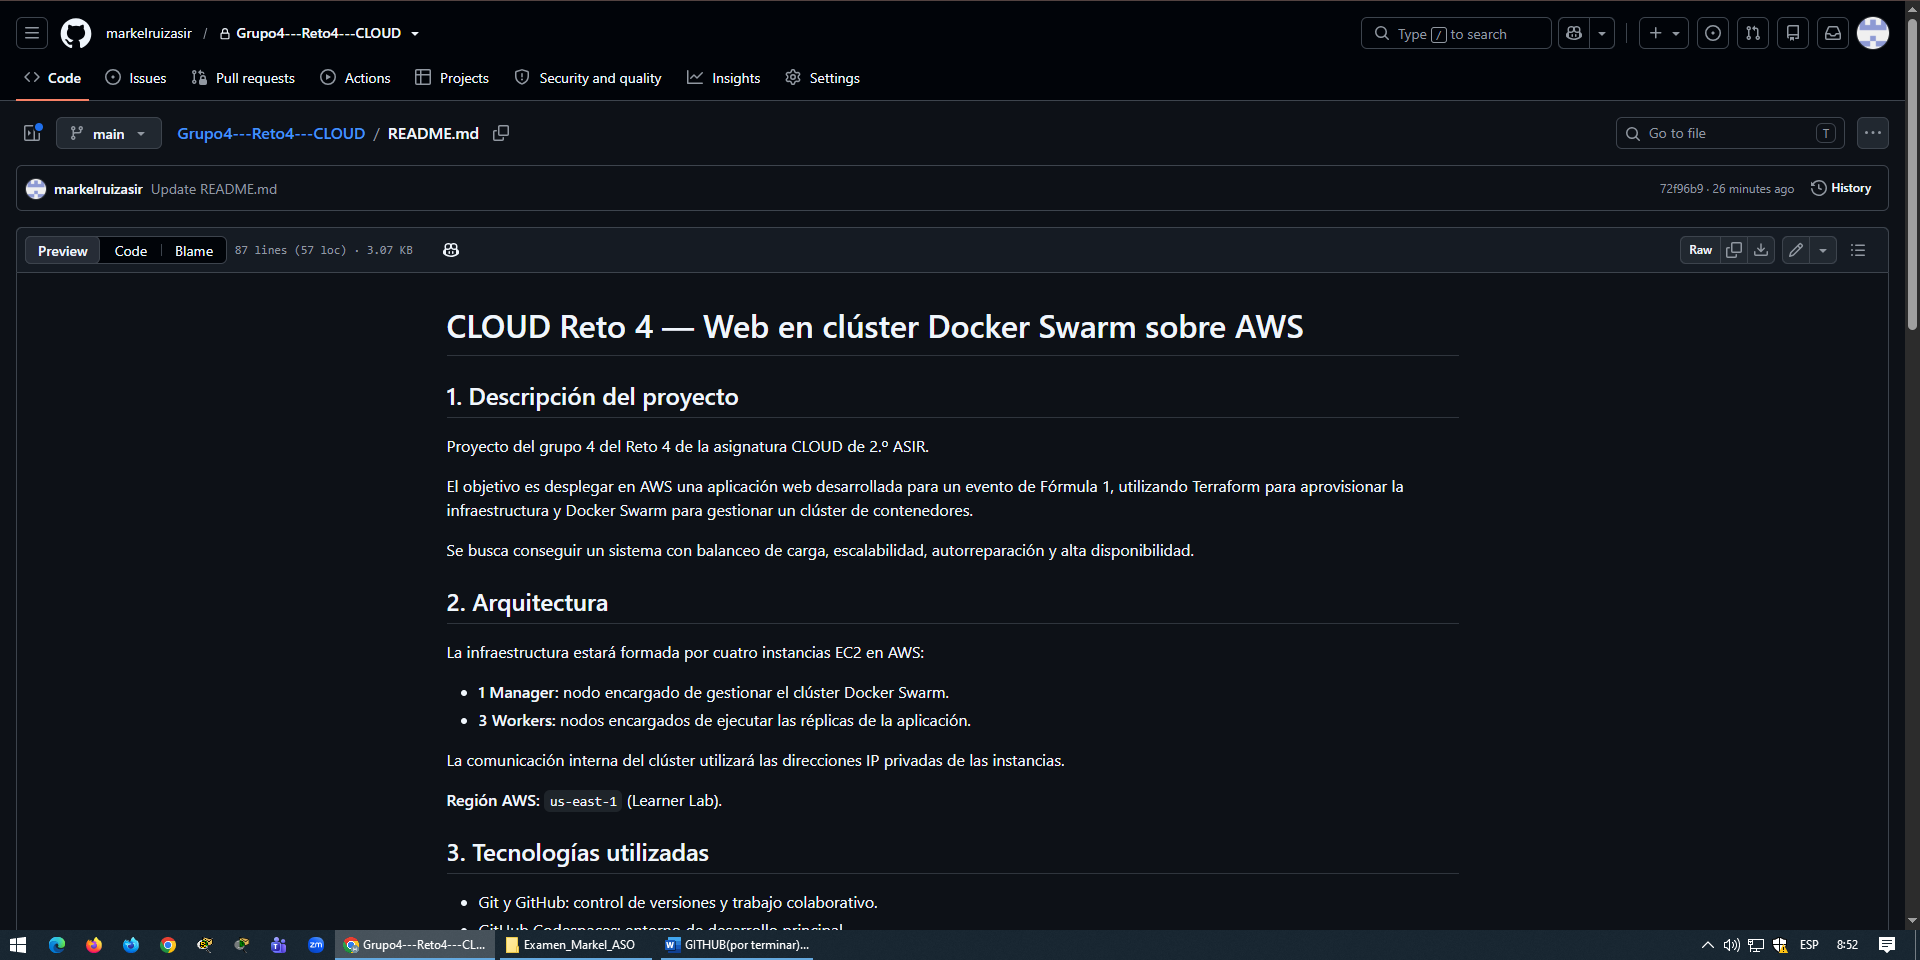 markelruizasir / Grupo4---Reto4---CLOUD
Type / to search
Code
Issues
Pull requests
Actions
Projects
Security and quality
Insights
Settings
main
Grupo4---Reto4---CLOUD / README.md
Go to file
T
markelruizasir Update README.md
72f96b9 · 26 minutes ago
History
Preview
Code
Blame
87 lines (57 loc) · 3.07 KB
Raw
CLOUD Reto 4 — Web en clúster Docker Swarm sobre AWS
1. Descripción del proyecto
Proyecto del grupo 4 del Reto 4 de la asignatura CLOUD de 2.º ASIR.
El objetivo es desplegar en AWS una aplicación web desarrollada para un evento de Fórmula 1, utilizando Terraform para aprovisionar la
infraestructura y Docker Swarm para gestionar un clúster de contenedores.
Se busca conseguir un sistema con balanceo de carga, escalabilidad, autorreparación y alta disponibilidad.
2. Arquitectura
La infraestructura estará formada por cuatro instancias EC2 en AWS:
• 1 Manager: nodo encargado de gestionar el clúster Docker Swarm.
• 3 Workers: nodos encargados de ejecutar las réplicas de la aplicación.
La comunicación interna del clúster utilizará las direcciones IP privadas de las instancias.
Región AWS: us-east-1 (Learner Lab).
3. Tecnologías utilizadas
• Git y GitHub: control de versiones y trabajo colaborativo.
• GitHub Codespaces: entorno de desarrollo principal.
zm
Grupo4---Reto4---CL...
Examen_Markel_ASO
GITHUB(por terminar)...
ESP
8:52